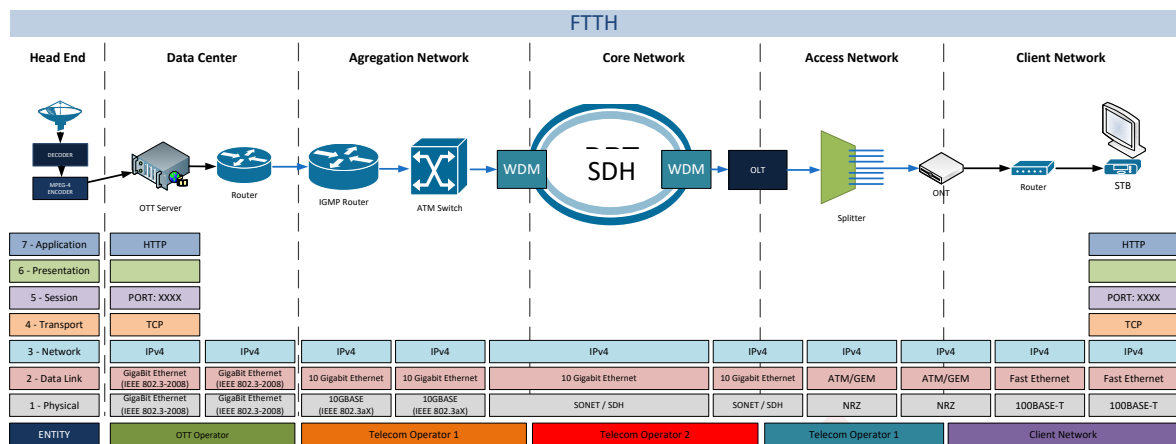 FTTH
Head End
Data Center
Agregation Network
Core Network
Access Network
Client Network
DECODER
MPEG-4
ENCODER
OTT Server
Router
IGMP Router
ATM Switch
WDM
SDH
WDM
OLT
Splitter
ONT
Router
STB
7 - Application
HTTP
HTTP
6 - Presentation
5 - Session
PORT: XXXX
PORT: XXXX
4 - Transport
TCP
TCP
3 - Network
IPv4
IPv4
IPv4
IPv4
IPv4
IPv4
IPv4
IPv4
IPv4
IPv4
2 - Data Link
GigaBit Ethernet
(IEEE 802.3-2008)
GigaBit Ethernet
(IEEE 802.3-2008)
10 Gigabit Ethernet
10 Gigabit Ethernet
10 Gigabit Ethernet
10 Gigabit Ethernet
ATM/GEM
ATM/GEM
Fast Ethernet
Fast Ethernet
1 - Physical
GigaBit Ethernet
(IEEE 802.3-2008)
GigaBit Ethernet
(IEEE 802.3-2008)
10GBASE
(IEEE 802.3aX)
10GBASE
(IEEE 802.3aX)
SONET / SDH
SONET / SDH
NRZ
NRZ
100BASE-T
100BASE-T
ENTITY
OTT Operator
Telecom Operator 1
Telecom Operator 2
Telecom Operator 1
Client Network